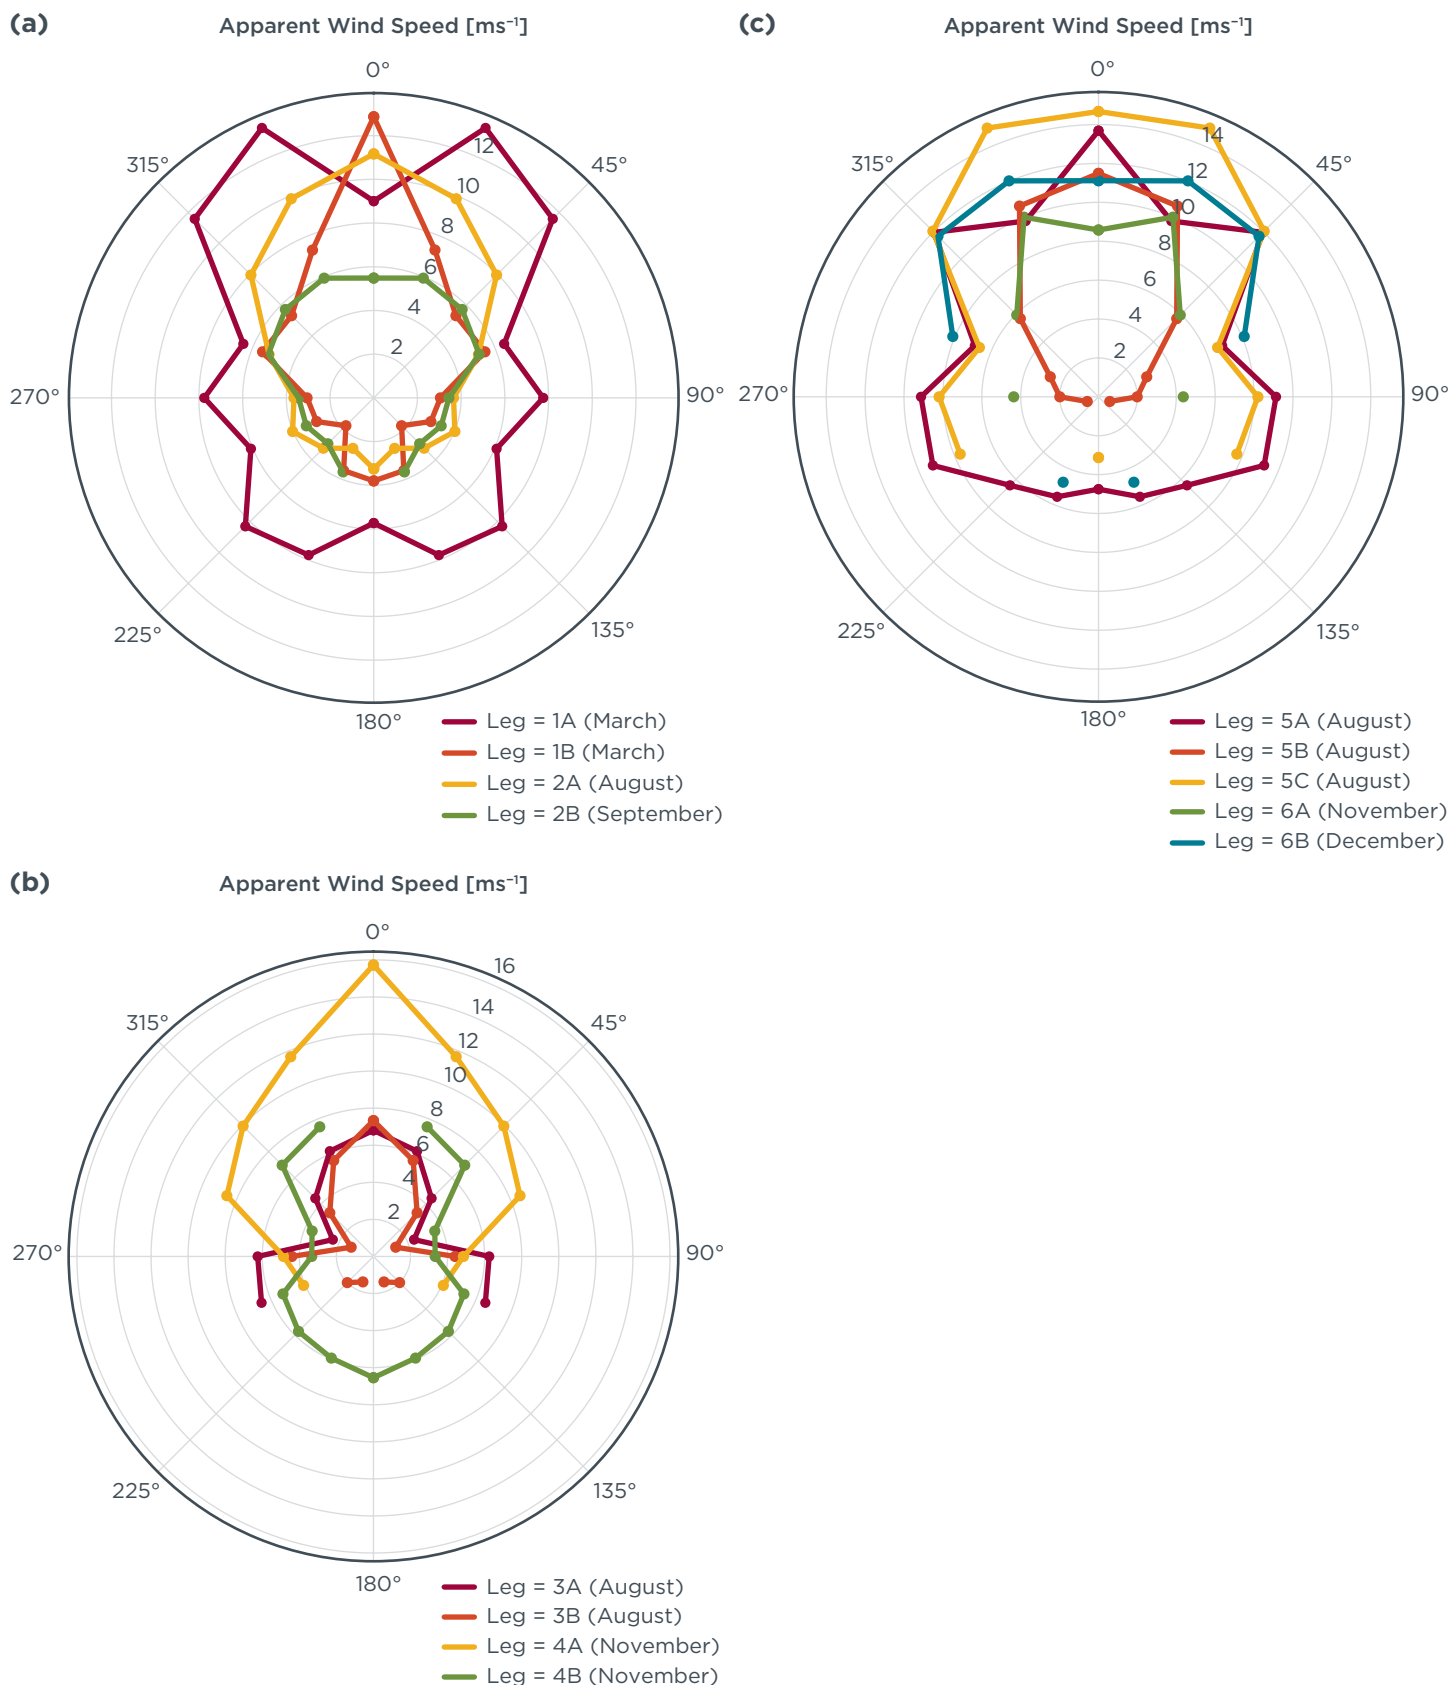 (a)
Apparent Wind Speed [ms⁻¹]
0°
45°
90°
135°
180°
225°
270°
315°
12
10
8
6
4
2
Leg = 1A (March)
Leg = 1B (March)
Leg = 2A (August)
Leg = 2B (September)
(c)
Apparent Wind Speed [ms⁻¹]
0°
45°
90°
135°
180°
225°
270°
315°
14
12
10
8
6
4
2
Leg = 5A (August)
Leg = 5B (August)
Leg = 5C (August)
Leg = 6A (November)
Leg = 6B (December)
(b)
Apparent Wind Speed [ms⁻¹]
0°
45°
90°
135°
180°
225°
270°
315°
16
14
12
10
8
6
4
2
Leg = 3A (August)
Leg = 3B (August)
Leg = 4A (November)
Leg = 4B (November)